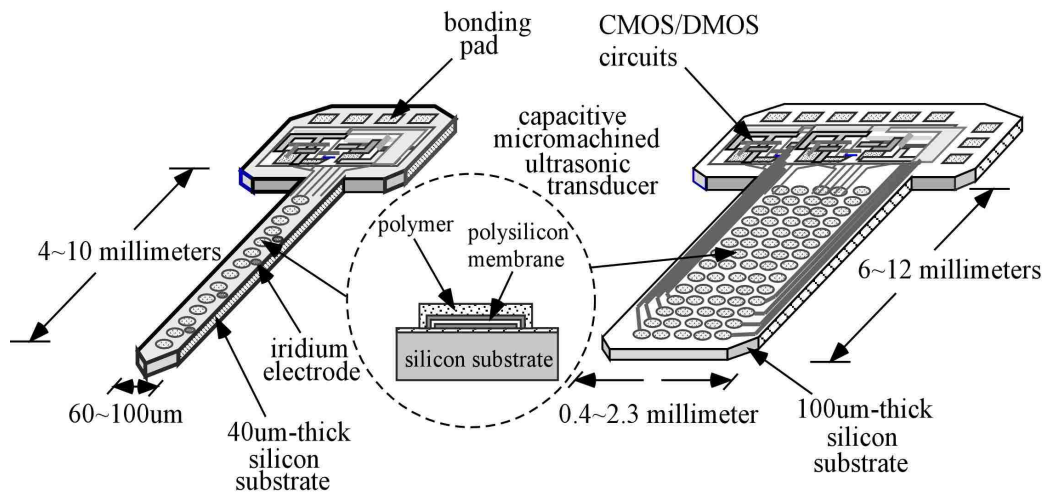 bonding
pad
CMOS/DMOS
circuits
capacitive
micromachined
ultrasonic
transducer
4~10 millimeters
polymer
polysilicon
membrane
6~12 millimeters
silicon substrate
iridium
electrode
60~100um
40um-thick
silicon
substrate
0.4~2.3 millimeter
100um-thick
silicon
substrate